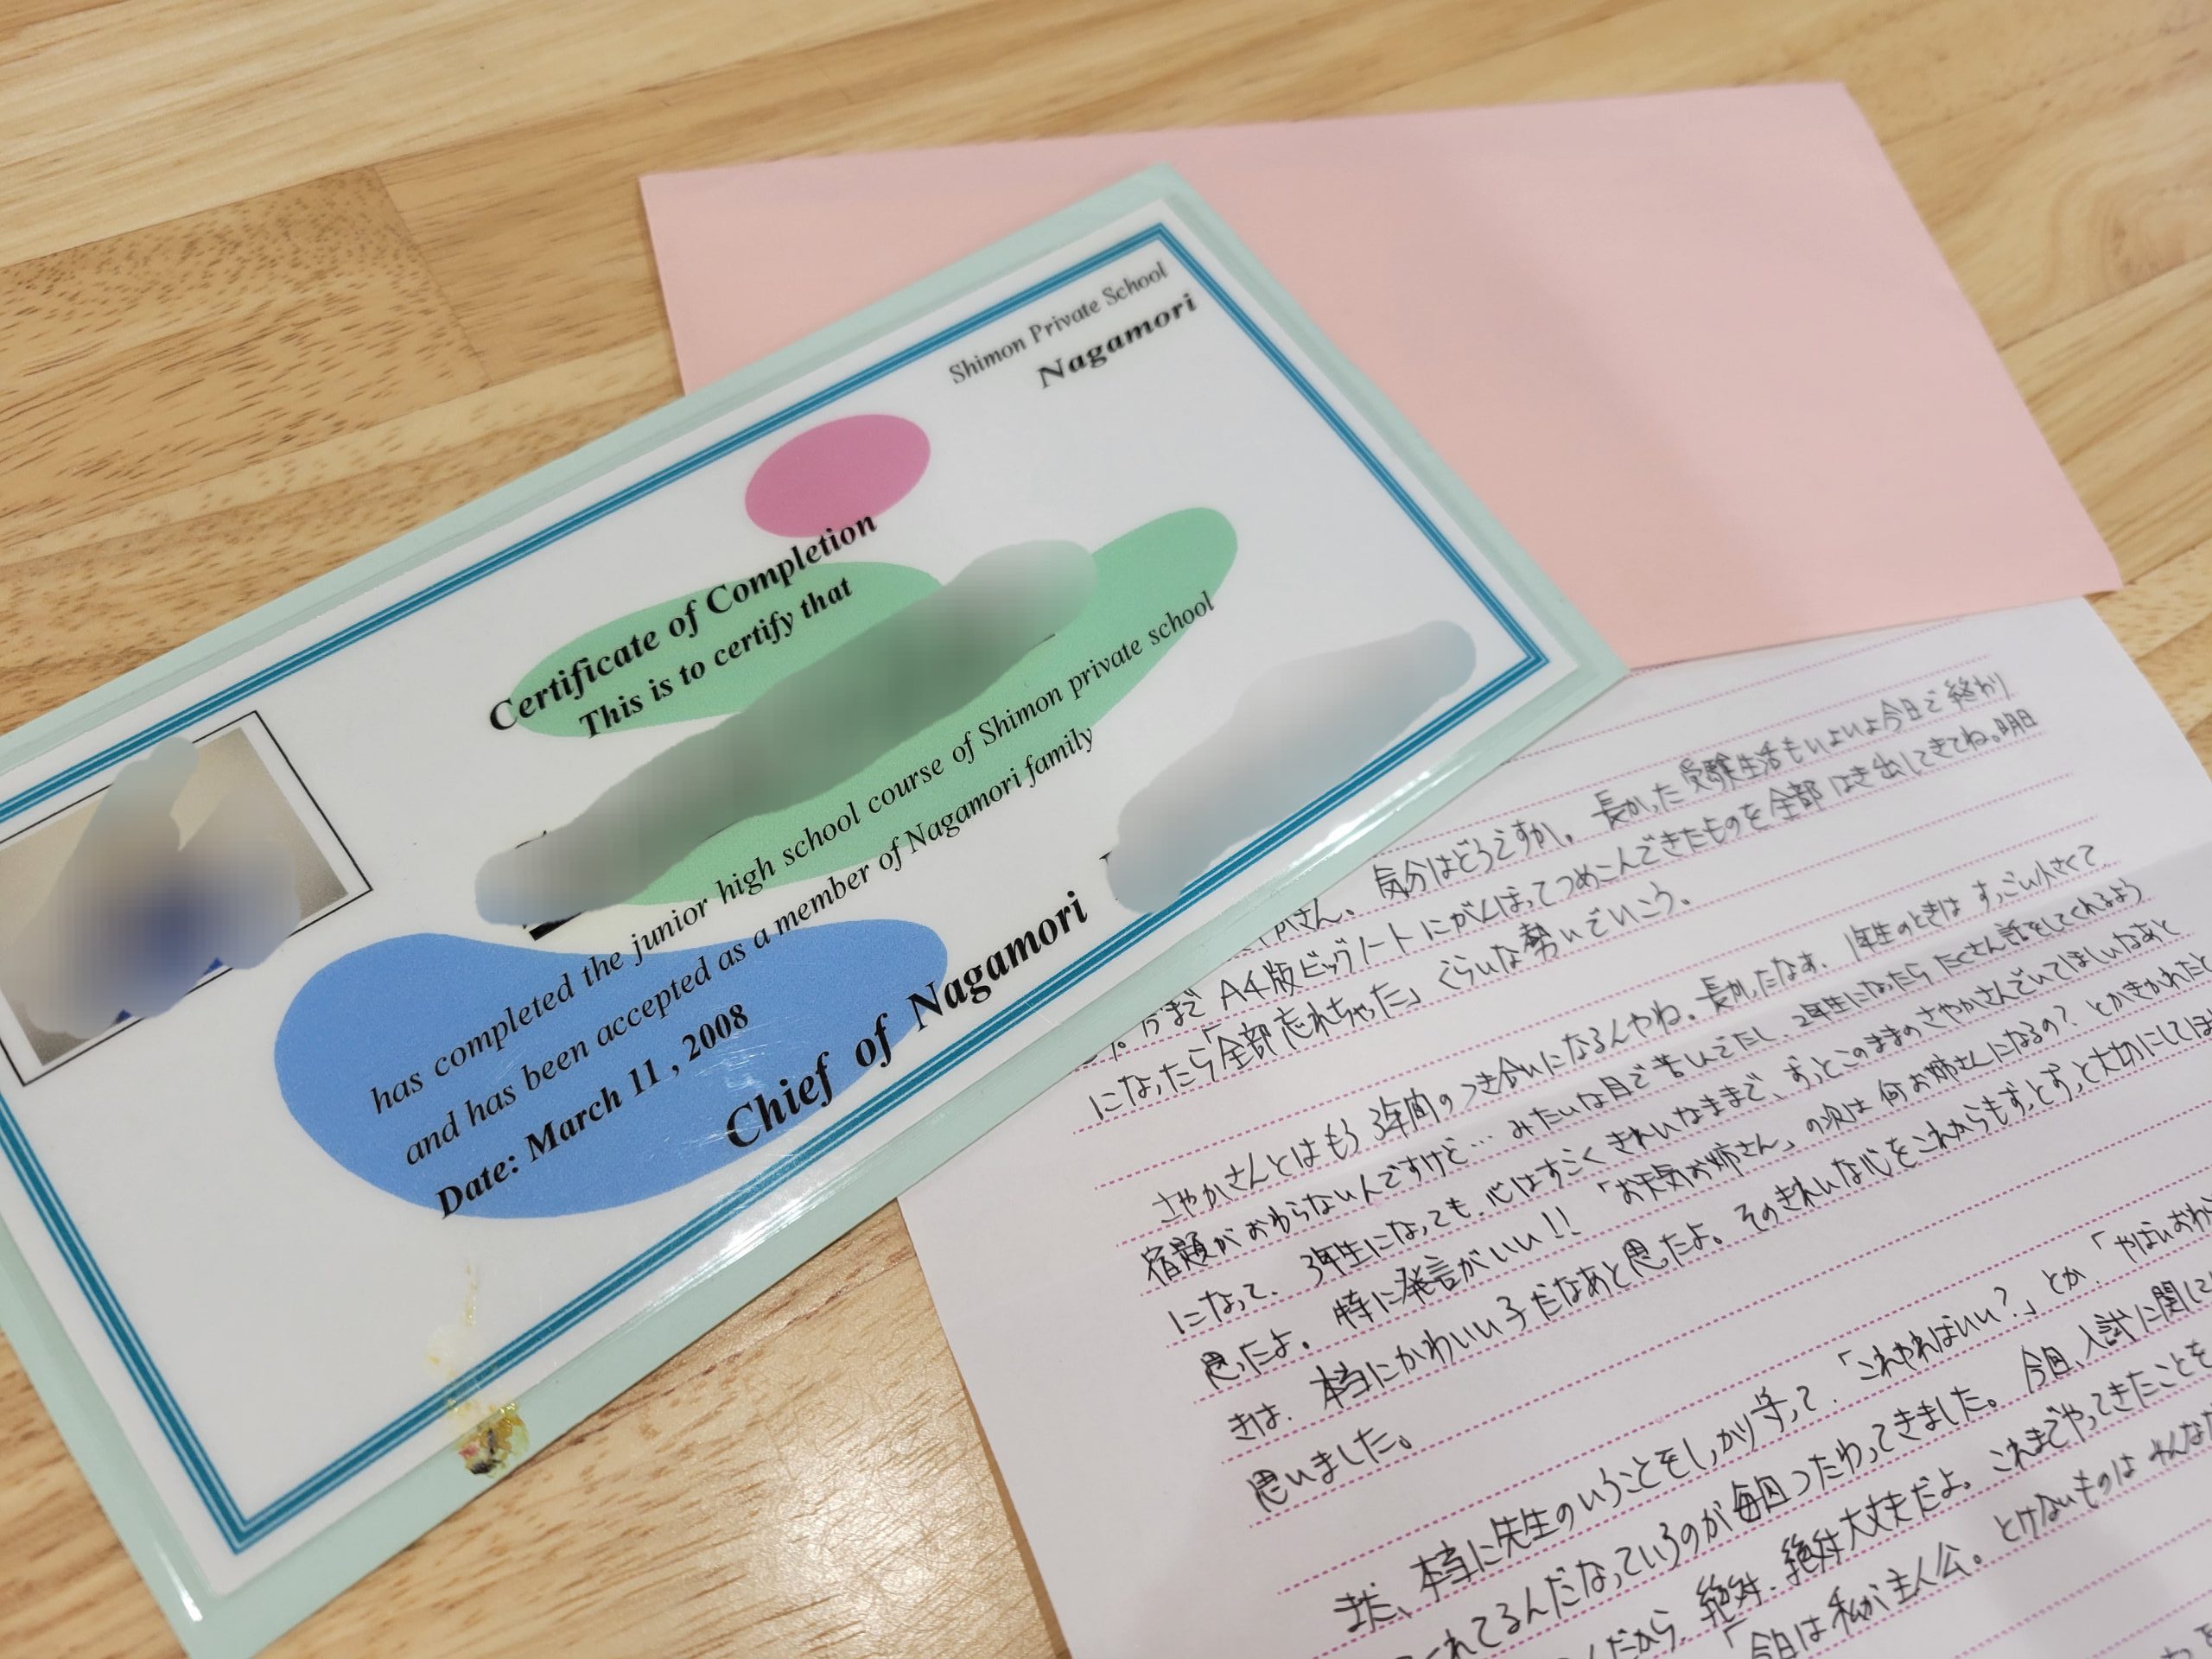 Shimon Private School
Nagamori
Certificate of Completion
This is to certify that
has completed the junior high school course of Shimon private school
and has been accepted as a member of Nagamori family
Date: March 11 , 2008
Chief of Nagamori
さん。 気分はどうですか。 長かった受験生活もいよいよ今日で終わり
今まで A4版ビッグノートにがんばってつめこんできたものを全部はき出してきてね。明日
になったら「全部忘れちゃった」くらいな勢いでいこう。
さやかさんとはもう3年間のつき合いになるんやね。長かったなぁ。1年生のときはすっごい小さくて
宿題がおわらないんですけど… みたいな目で苦しんでたし、2年生になったらたくさん話をしてくれるよう
になって、3年生になっても、心はすごくきれいなままで、ずっとこのままのさやかさんでいてほしいなあと
思ったよ。 特に発言がいい!! 「お天気お姉さん」の次は何お姉さんになるの? とかきかれたと
きは、本当にかわいい子だなあと思ったよ。そのきれいな心をこれからもずっとずっと大切にしてほ
思いました。
また、本当に先生のいうことをしっかり守って、「これやればいい?」とか、「やばいおわ
れてるんだなっているのが毎回つたわってきました。 今回、入試に関して
だから、絶対、絶対大丈夫だよ。これまでやってきたことを
「今日は私が主人公。とけないものはみんな